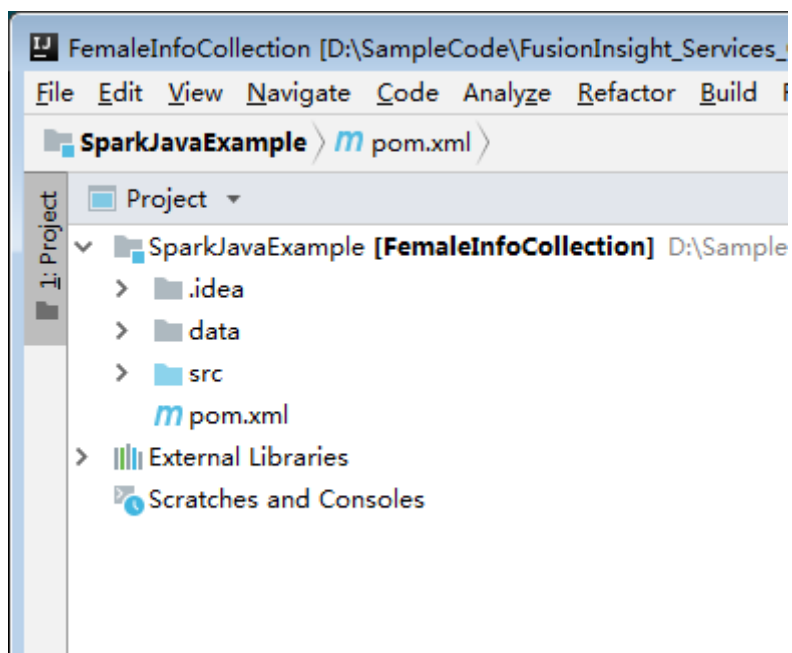 FemaleInfoCollection [D:\SampleCode\FusionInsight_Services_
File Edit View Navigate Code Analyze Refactor Build
SparkJavaExample pom.xml
1: Project
Project
SparkJavaExample [FemaleInfoCollection] D:\Sample
.idea
data
src
pom.xml
External Libraries
Scratches and Consoles